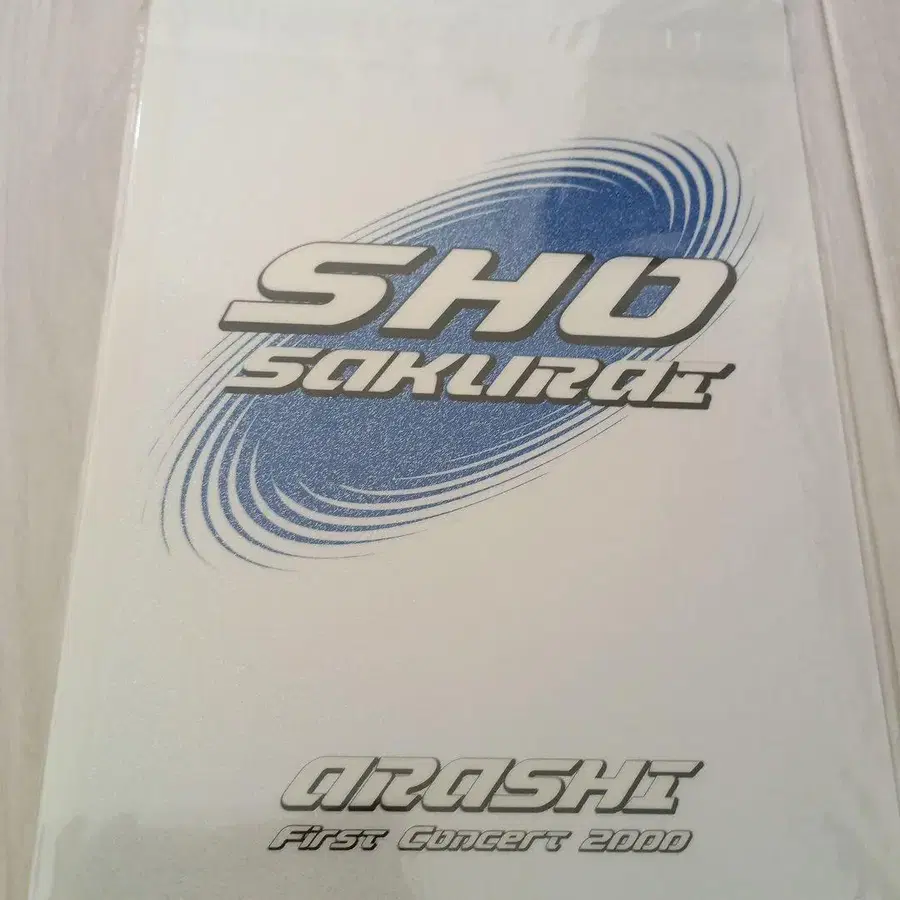 SHO
SAKURAI
ARASHI
First Concert 2000